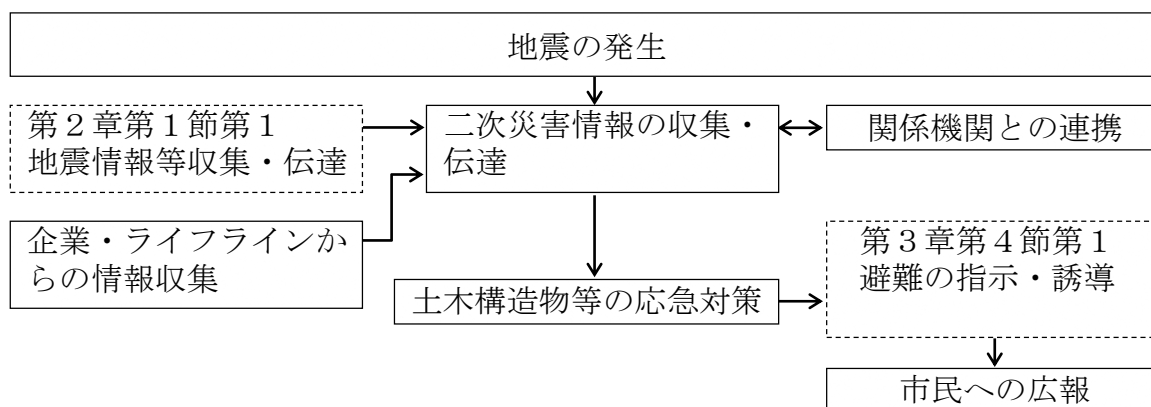 地震の発生
第２章第１節第１
地震情報等収集・伝達
二次災害情報の収集・
伝達
関係機関との連携
企業・ライフラインか
らの情報収集
第３章第４節第１
避難の指示・誘導
土木構造物等の応急対策
市民への広報